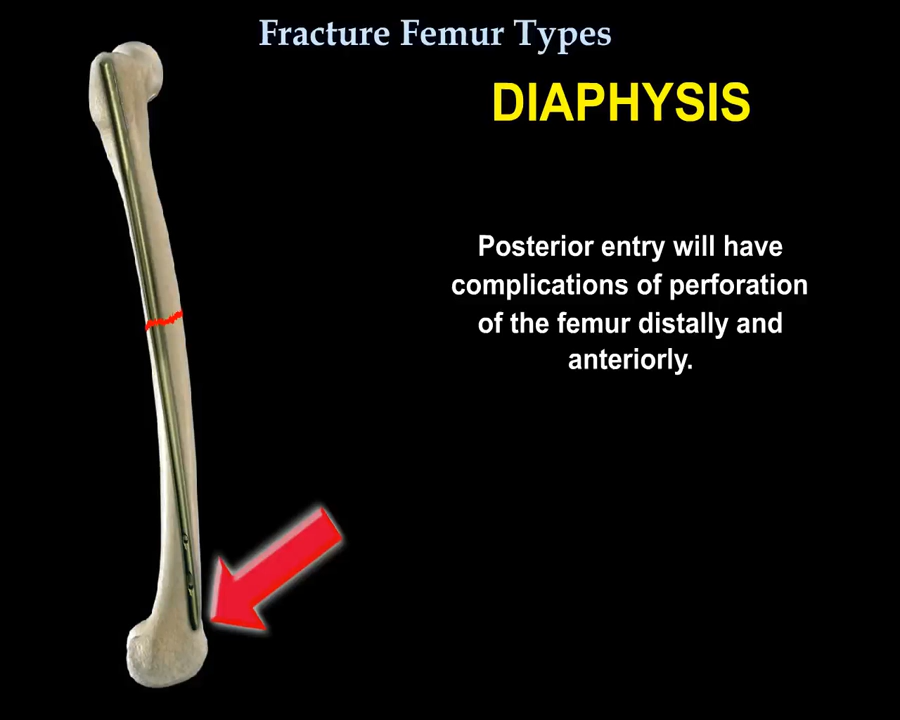 Fracture Femur Types
DIAPHYSIS
Posterior entry will have
complications of perforation
of the femur distally and
anteriorly.